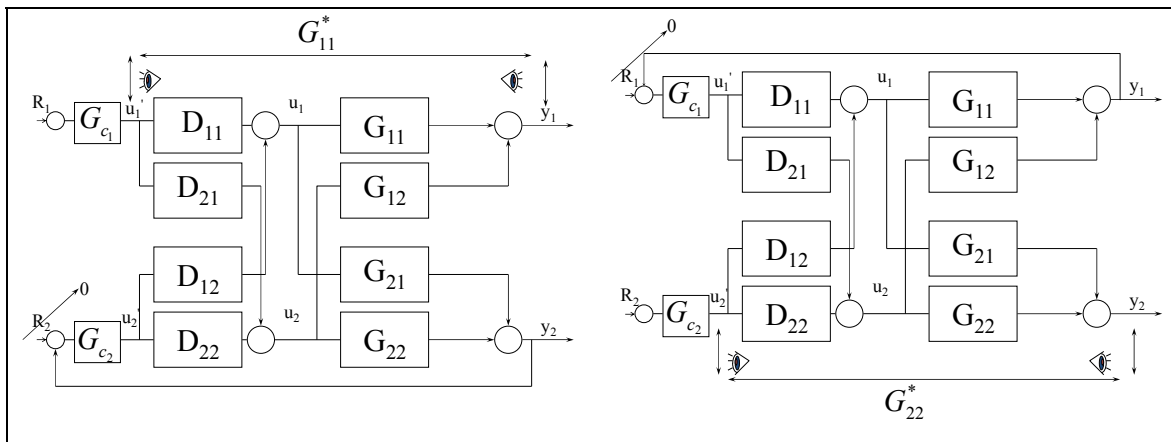 G*11
R1
Gc1
u1'
D11
u1
G11
y1
D21
G12
D12
G21
0
R2
Gc2
u2'
D22
u2
G22
y2
0
R1
Gc1
u1'
D11
u1
G11
y1
D21
G12
D12
G21
R2
Gc2
u2'
D22
u2
G22
y2
G*22